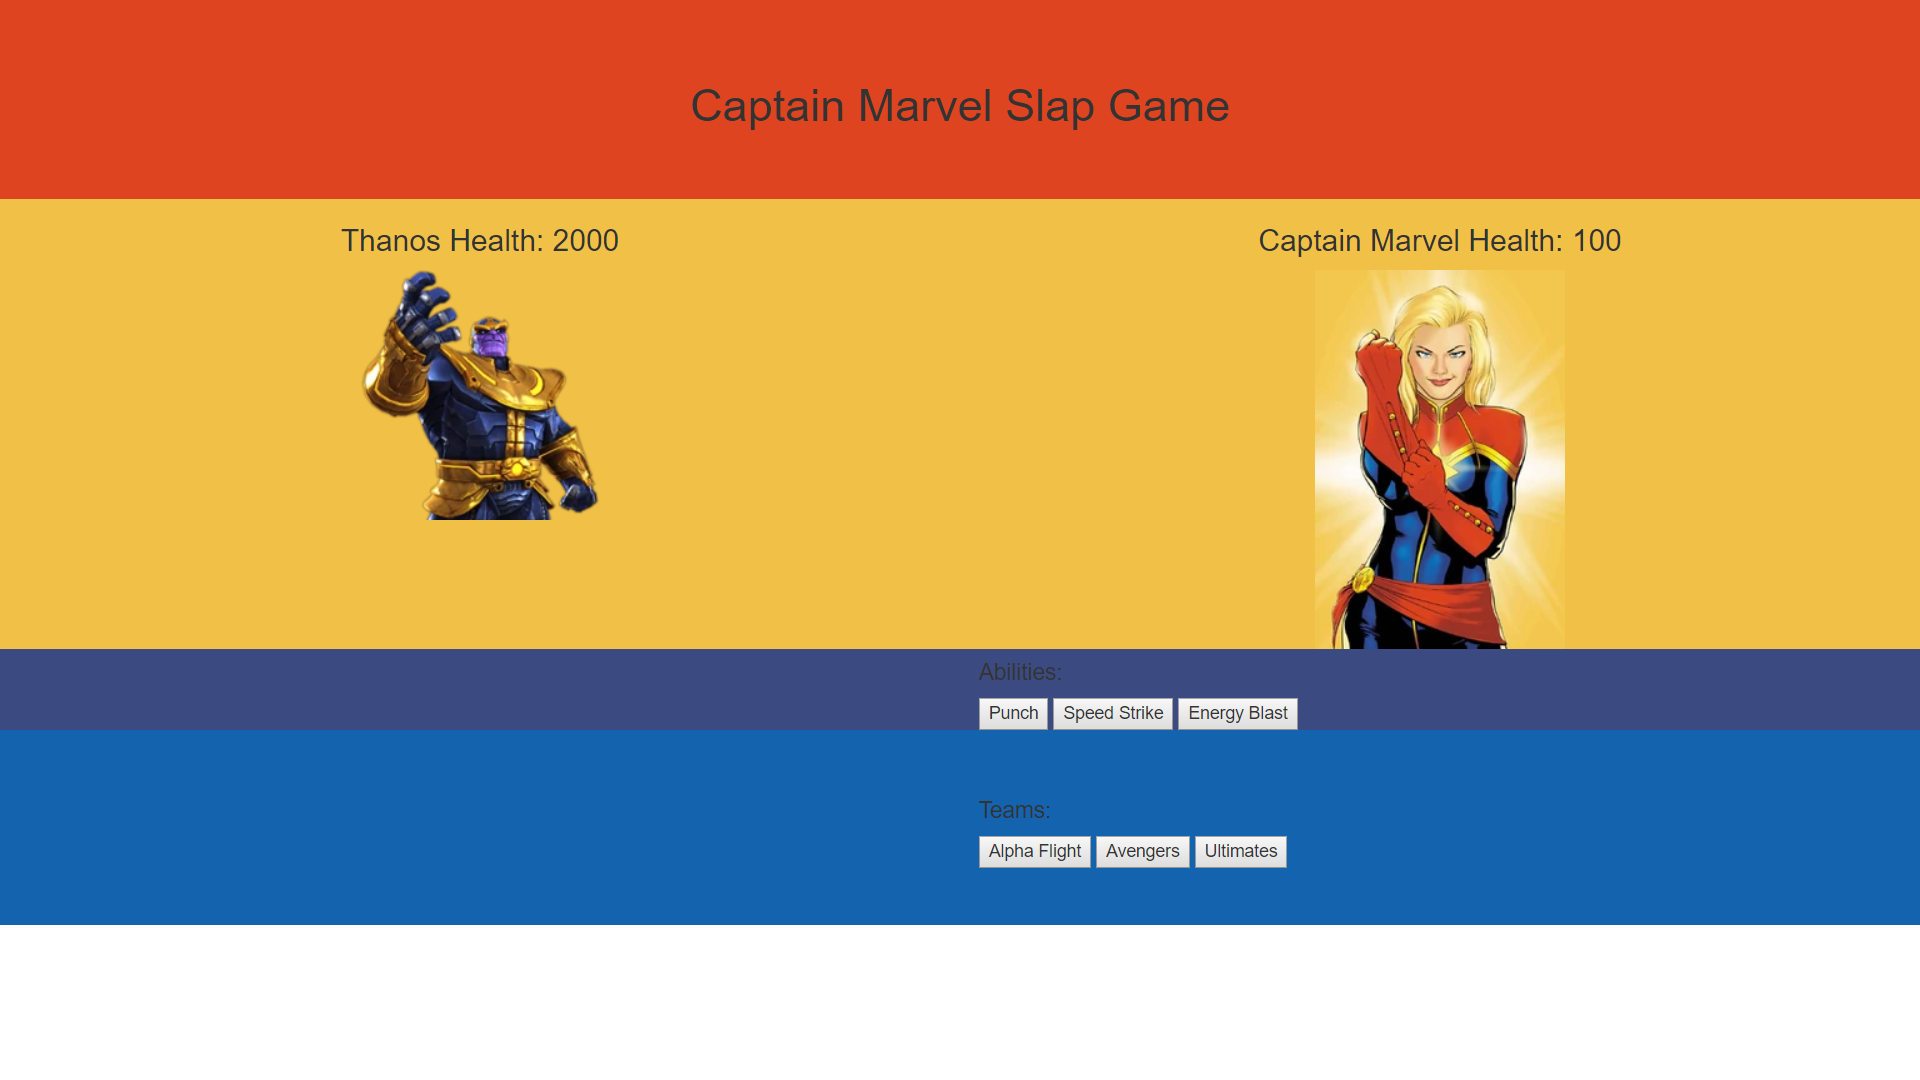 Captain Marvel Slap Game
Thanos Health: 2000
Captain Marvel Health: 100
Abilities:
Punch Speed Strike Energy Blast
Teams:
Alpha Flight Avengers Ultimates